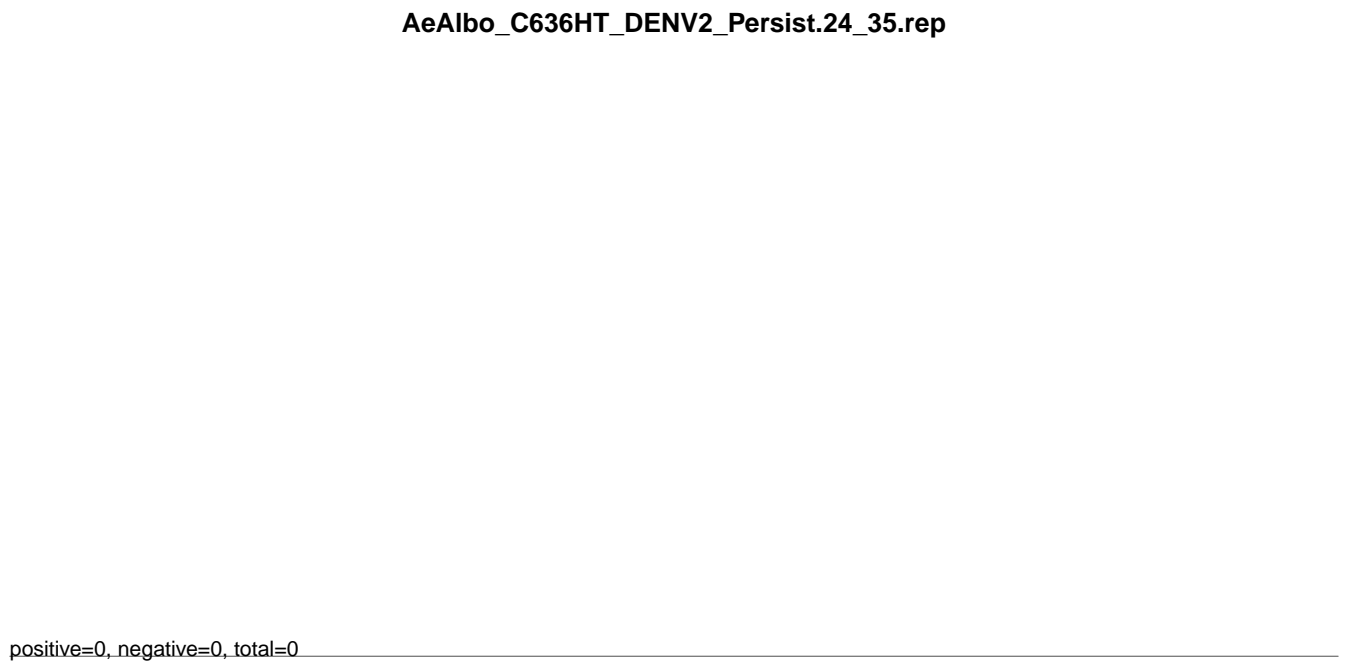 AeAlbo_C636HT_DENV2_Persist.24_35.rep
positive=0, negative=0, total=0